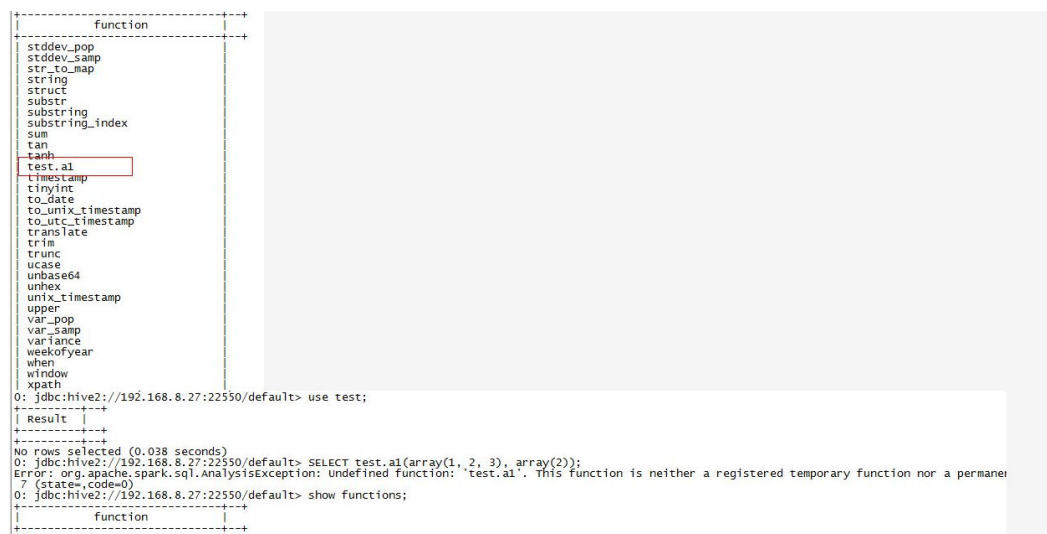 +------------------------------+--+
| function |
+------------------------------+--+
| stddev_pop |
| stddev_samp |
| str_to_map |
| string |
| struct |
| substr |
| substring |
| substring_index |
| sum |
| tan |
| tanh |
| test.a1 |
| timestamp |
| tinyint |
| to_date |
| to_unix_timestamp |
| to_utc_timestamp |
| translate |
| trim |
| trunc |
| ucase |
| unbase64 |
| unhex |
| unix_timestamp |
| upper |
| var_pop |
| var_samp |
| variance |
| weekofyear |
| when |
| window |
| xpath |
0: jdbc:hive2://192.168.8.27:22550/default> use test;
+---------+--+
| Result |
+---------+--+
+---------+--+
No rows selected (0.038 seconds)
0: jdbc:hive2://192.168.8.27:22550/default> SELECT test.a1(array(1, 2, 3), array(2));
Error: org.apache.spark.sql.AnalysisException: Undefined function: 'test.a1'. This function is neither a registered temporary function nor a
7 (state=,code=0)
0: jdbc:hive2://192.168.8.27:22550/default> show functions;
+------------------------------+--+
| function |
+------------------------------+--+